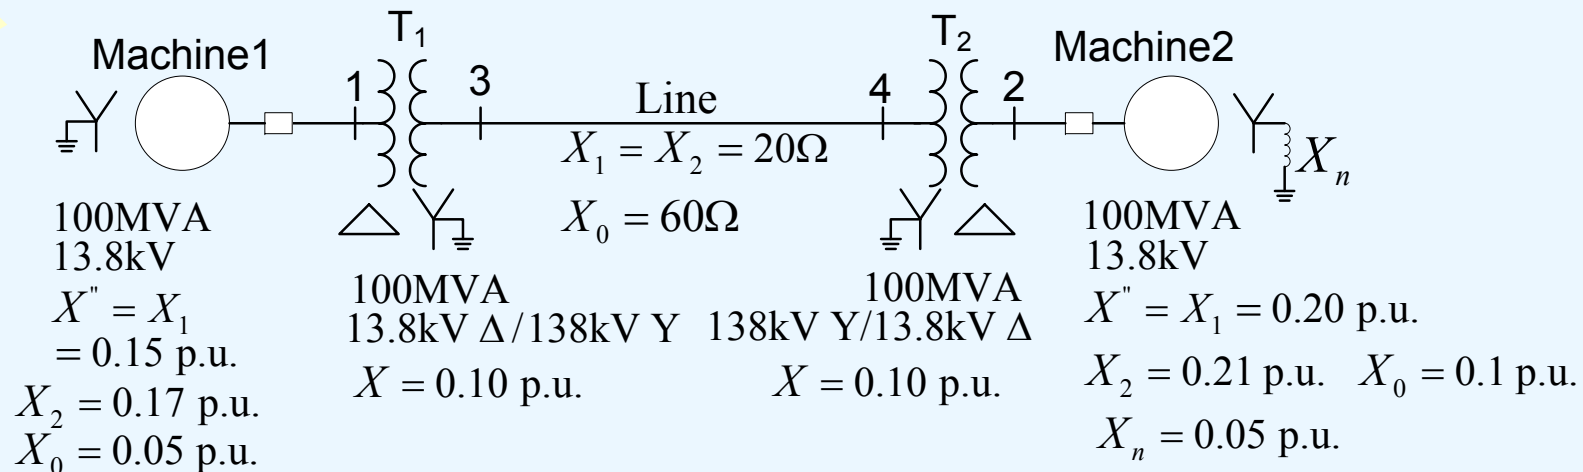 Machine1
T₁
1
3
Line
X₁ = X₂ = 20Ω
X₀ = 60Ω
4
T₂
2
Machine2
Xₙ
100MVA
13.8kV
X" = X₁
= 0.15 p.u.
X₂ = 0.17 p.u.
X₀ = 0.05 p.u.
100MVA
13.8kV Δ/138kV Y
X = 0.10 p.u.
100MVA
138kV Y/13.8kV Δ
X = 0.10 p.u.
100MVA
13.8kV
X" = X₁ = 0.20 p.u.
X₂ = 0.21 p.u. X₀ = 0.1 p.u.
Xₙ = 0.05 p.u.